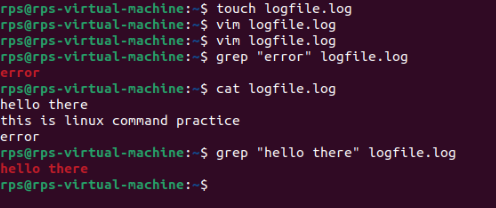 rps@rps-virtual-machine:~$ touch logfile.log
rps@rps-virtual-machine:~$ vim logfile.log
rps@rps-virtual-machine:~$ vim logfile.log
rps@rps-virtual-machine:~$ grep "error" logfile.log
error
rps@rps-virtual-machine:~$ cat logfile.log
hello there
this is linux command practice
error
rps@rps-virtual-machine:~$ grep "hello there" logfile.log
hello there
rps@rps-virtual-machine:~$